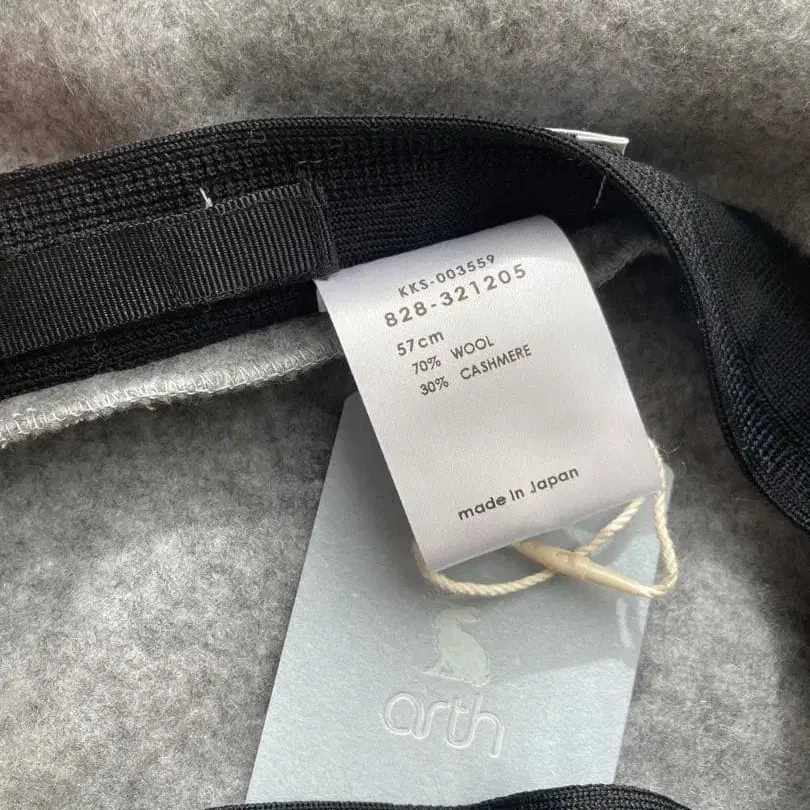 KKS-003559
828-321205
57cm
70% WOOL
30% CASHMERE
made in Japan
arth